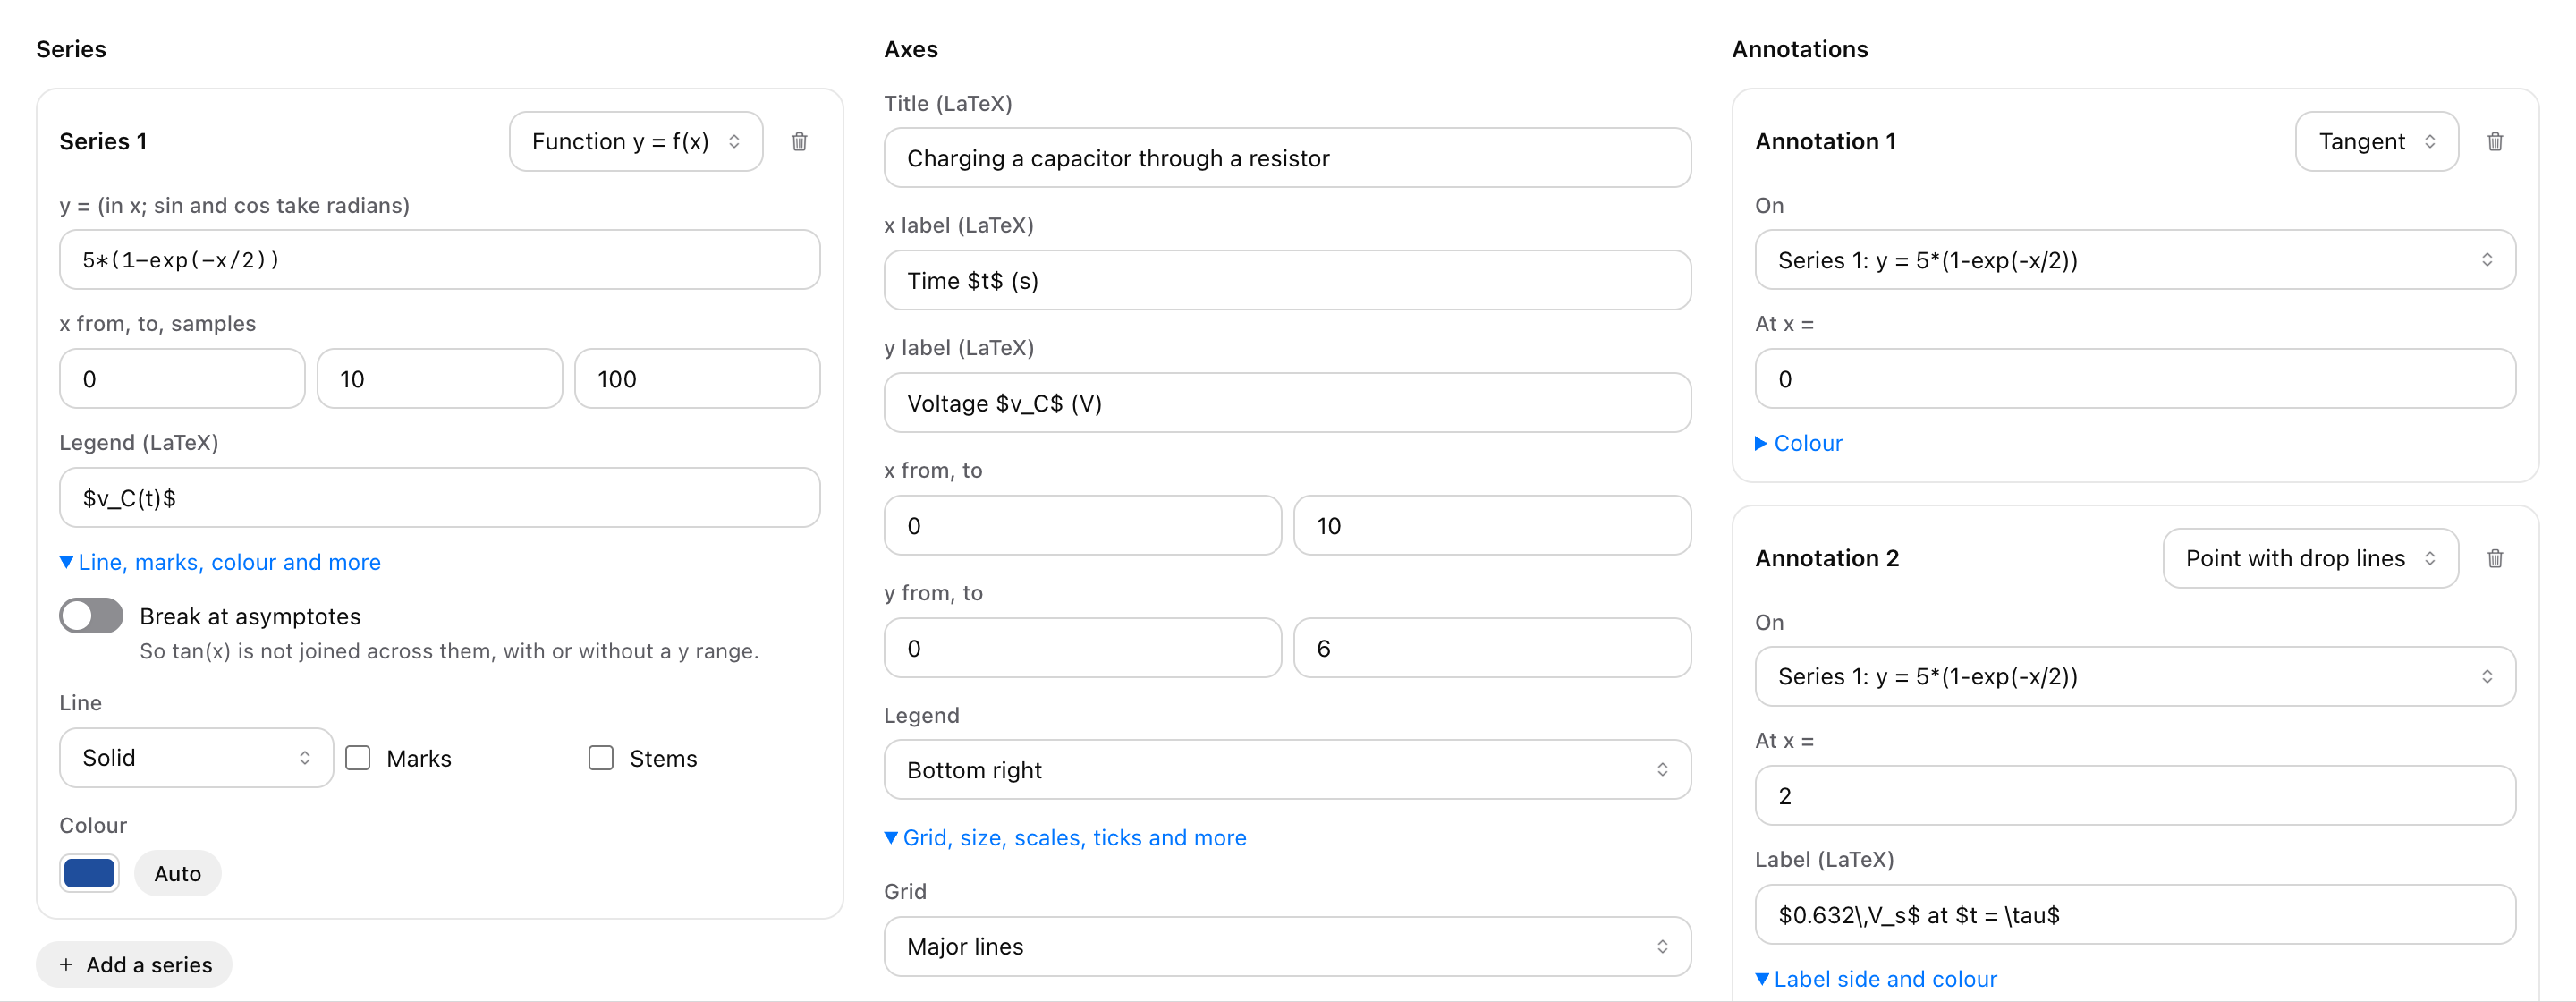 Series
Series 1
Function y = f(x)
y = (in x; sin and cos take radians)
5*(1-exp(-x/2))
x from, to, samples
0
10
100
Legend (LaTeX)
$v_C(t)$
Line, marks, colour and more
Break at asymptotes
So tan(x) is not joined across them, with or without a y range.
Line
Solid
Marks
Stems
Colour
Auto
+ Add a series
Axes
Title (LaTeX)
Charging a capacitor through a resistor
x label (LaTeX)
Time $t$ (s)
y label (LaTeX)
Voltage $v_C$ (V)
x from, to
0
10
y from, to
0
6
Legend
Bottom right
Grid, size, scales, ticks and more
Grid
Major lines
Annotations
Annotation 1
Tangent
On
Series 1: y = 5*(1-exp(-x/2))
At x =
0
Colour
Annotation 2
Point with drop lines
On
Series 1: y = 5*(1-exp(-x/2))
At x =
2
Label (LaTeX)
$0.632\,V_s$ at $t = \tau$
Label side and colour